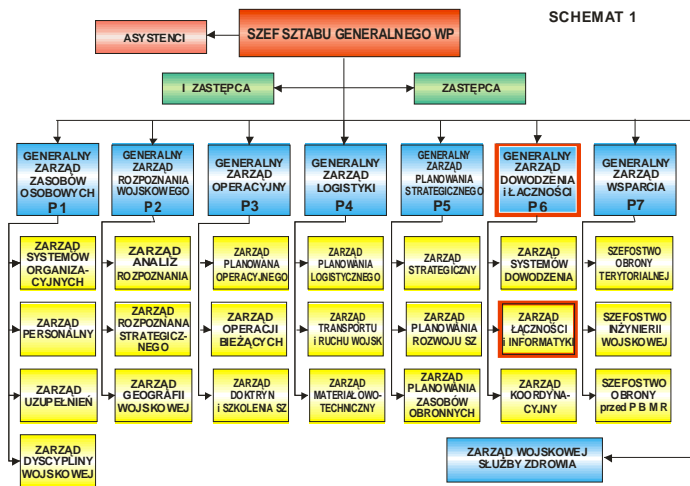 SCHEMAT 1
SZEF SZTABU GENERALNEGO WP
ASYSTENCI
I ZASTĘPCA
ZASTĘPCA
GENERALNY
ZARZĄD
ZASOBÓW
OSOBOWYCH
P1
GENERALNY
ZARZĄD
ROZPOZNANIA
WOJSKOWEGO
P2
GENERALNY
ZARZĄD
OPERACYJNY
P3
GENERALNY
ZARZĄD
LOGISTYKI
P4
GENERALNY
ZARZĄD
PLANOWANIA
STRATEGICZNEGO
P5
GENERALNY
ZARZĄD
DOWODZENIA
i ŁĄCZNOŚCI
P6
GENERALNY
ZARZĄD
WSPARCIA
P7
ZARZĄD
SYSTEMÓW
ORGANIZA-
CYJNYCH
ZARZĄD
PERSONALNY
ZARZĄD
UZUPEŁNIEŃ
ZARZĄD
DYSCYPLINY
WOJSKOWEJ
ZARZĄD
ANALIZ
ROZPOZNANIA
ZARZĄD
ROZPOZNANA
STRATEGICZ-
NEGO
ZARZĄD
GEOGRAFII
WOJSKOWEJ
ZARZĄD
PLANOWANA
OPERACYJNEGO
ZARZĄD
OPERACJI
BIEŻĄCYCH
ZARZĄD
DOKTRYN
i SZKOLENIA SZ
ZARZĄD
PLANOWANIA
LOGISTYCZNEGO
ZARZĄD
TRANSPORTU
i RUCHU WOJSK
ZARZĄD
MATERIAŁOWO-
TECHNICZNY
ZARZĄD
STRATEGICZNY
ZARZĄD
PLANOWANIA
ROZWOJU SZ
ZARZĄD
PLANOWANIA
ZASOBÓW
OBRONNYCH
ZARZĄD
SYSTEMÓW
DOWODZENIA
ZARZĄD
ŁĄCZNOŚCI
i INFORMATYKI
ZARZĄD
KOORDYNA-
CYJNY
SZEFOSTWO
OBRONY
TERYTORIALNEJ
SZEFOSTWO
INŻYNIERII
WOJSKOWEJ
SZEFOSTWO
OBRONY
przed P B M R
ZARZĄD WOJSKOWEJ
SŁUŻBY ZDROWIA